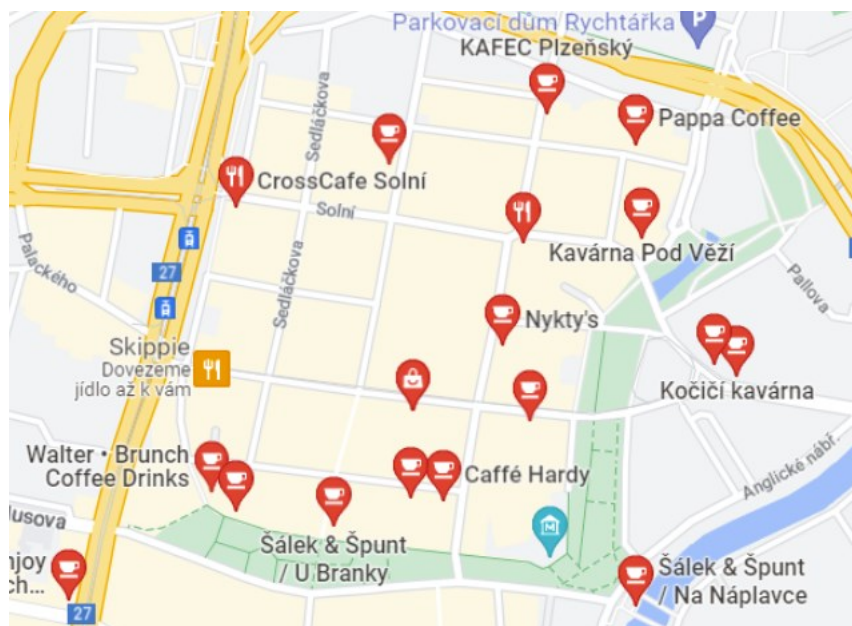 Parkovací dům Rychtářka
P
KAFEC Plzeňský
Pappa Coffee
Sedláčkova
CrossCafe Solní
Solní
Kavárna Pod Věží
Palackého
27
Sedláčkova
Pallova
Nykty's
Skippie
Dovezeme
jídlo až k vám
Kočičí kavárna
Walter • Brunch
Coffee Drinks
Caffé Hardy
Anglické nábř.
Husova
M
Šálek & Špunt
/ U Branky
njoy
ch...
Šálek & Špunt
/ Na Náplavce
27